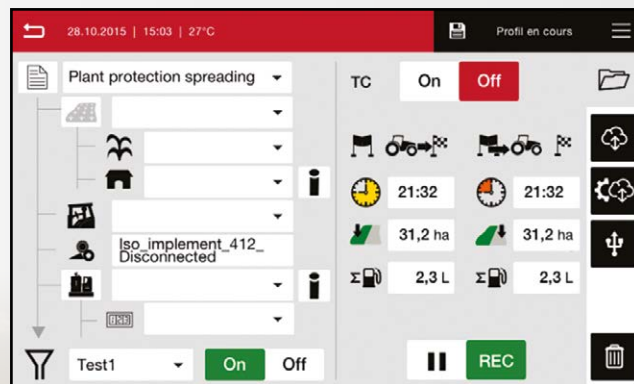 28.10.2015 | 15:03 | 27°C
Profil en cours
Plant protection spreading
TC
On
Off
21:32
21:32
Iso_implement_412_
Disconnected
31,2 ha
31,2 ha
Σ
2,3 L
Σ
2,3 L
Test1
On
Off
REC